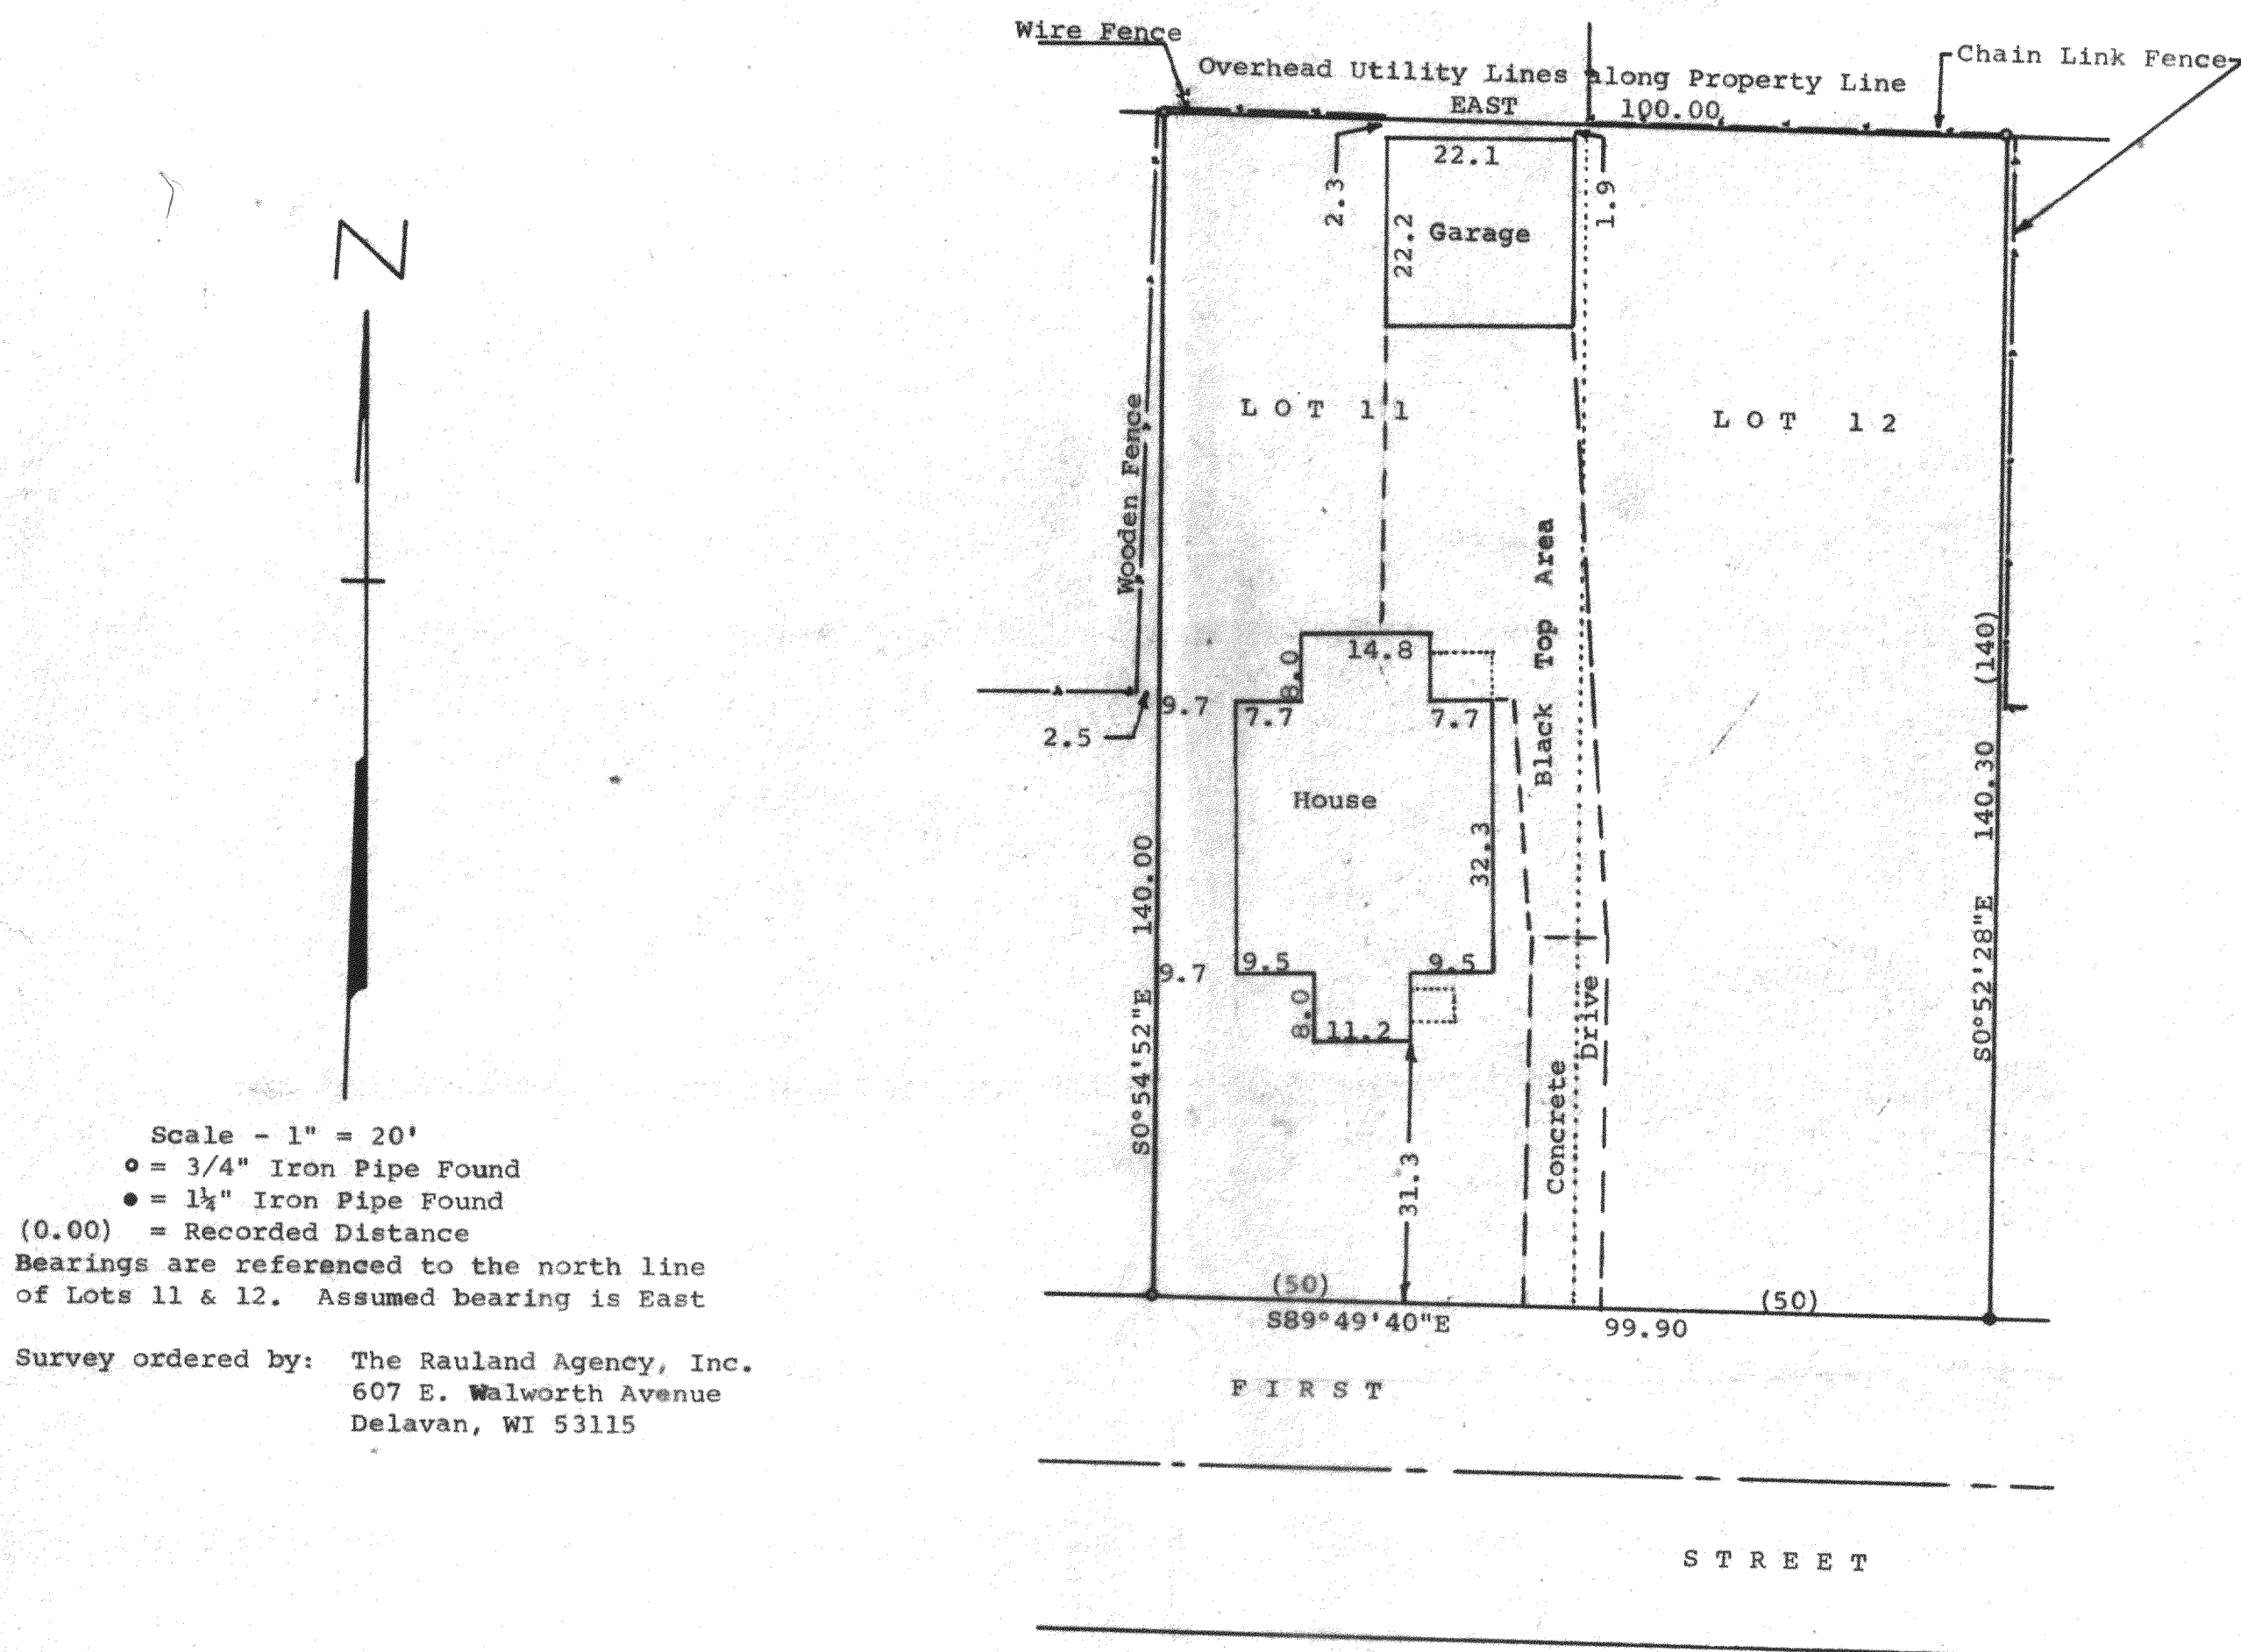 Wire Fence
Overhead Utility Lines along Property Line
Chain Link Fence
EAST 100.00
22.1
2.3
1.9
22.2
Garage
LOT 11
LOT 12
Wooden Fence
Black Top Area
14.8
8.0
9.7
7.7
7.7
2.5
House
32.3
140.00
S0°54'52"E
(140)
140.30
S0°52'28"E
9.7
9.5
9.5
8.0
11.2
Concrete
Drive
31.3
(50)
(50)
S89°49'40"E
99.90
FIRST
STREET
N
Scale - 1" = 20'
o = 3/4" Iron Pipe Found
● = 1¼" Iron Pipe Found
(0.00) = Recorded Distance
Bearings are referenced to the north line
of Lots 11 & 12. Assumed bearing is East
Survey ordered by: The Rauland Agency, Inc.
607 E. Walworth Avenue
Delavan, WI 53115